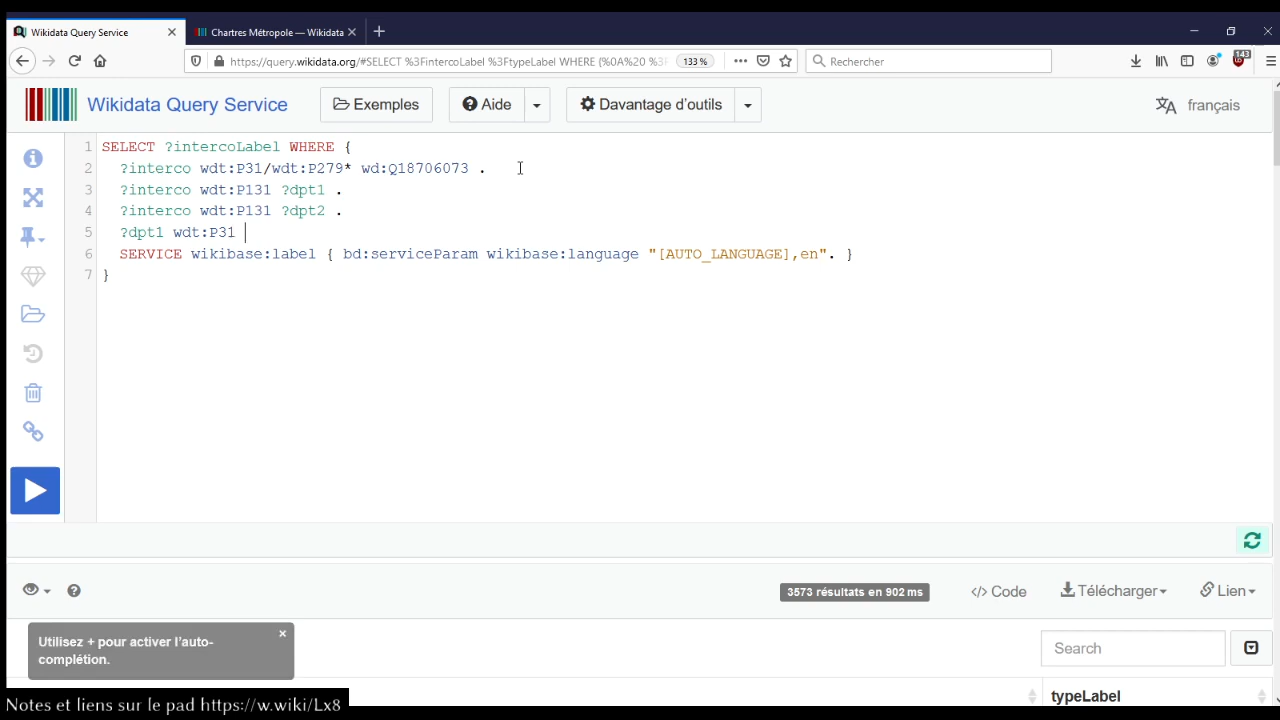 Wikidata Query Service
Chartres Métropole — Wikidata
https://query.wikidata.org/#SELECT %3FintercoLabel %3FtypeLabel WHERE {%0A%20 %3F
133 %
Rechercher
143
Wikidata Query Service
Exemples
Aide
Davantage d'outils
français
1 SELECT ?intercoLabel WHERE {
2 ?interco wdt:P31/wdt:P279* wd:Q18706073 .
3 ?interco wdt:P131 ?dpt1 .
4 ?interco wdt:P131 ?dpt2 .
5 ?dpt1 wdt:P31
6 SERVICE wikibase:label { bd:serviceParam wikibase:language "[AUTO_LANGUAGE],en". }
7 }
3573 résultats en 902 ms
</> Code
Télécharger
Lien
Utilisez + pour activer l'auto-
complétion.
Search
typeLabel
Notes et liens sur le pad https://w.wiki/Lx8